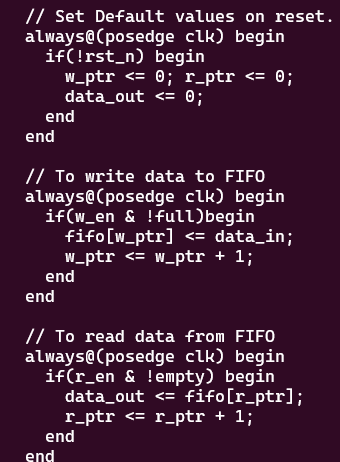 // Set Default values on reset.
always@(posedge clk) begin
if(!rst_n) begin
w_ptr <= 0; r_ptr <= 0;
data_out <= 0;
end
end
// To write data to FIFO
always@(posedge clk) begin
if(w_en & !full)begin
fifo[w_ptr] <= data_in;
w_ptr <= w_ptr + 1;
end
end
// To read data from FIFO
always@(posedge clk) begin
if(r_en & !empty) begin
data_out <= fifo[r_ptr];
r_ptr <= r_ptr + 1;
end
end